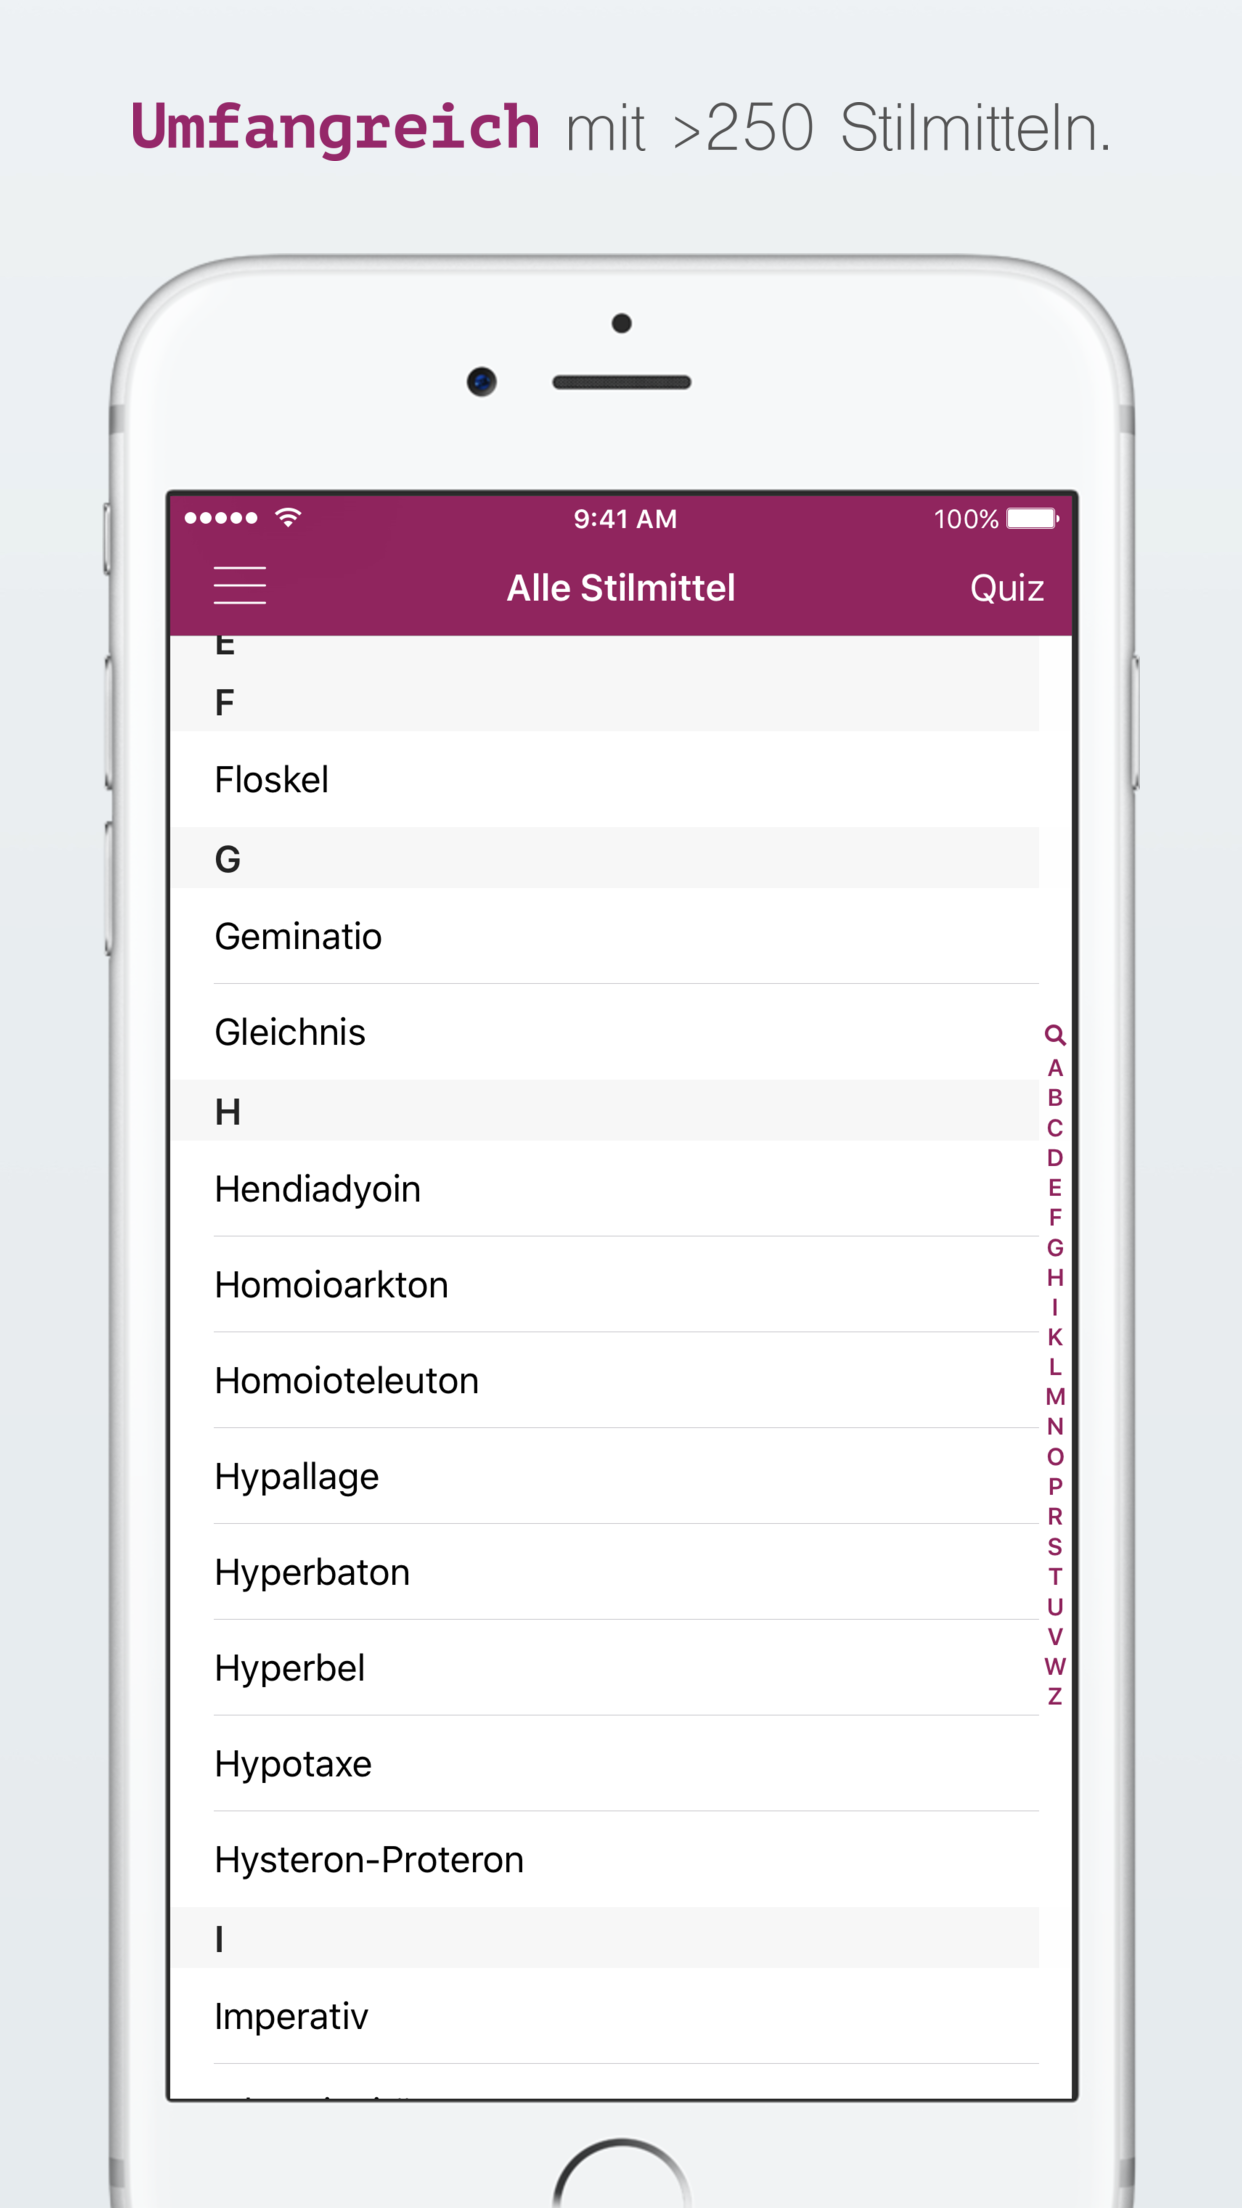 Umfangreich mit >250 Stilmitteln.
9:41 AM
100%
Alle Stilmittel
Quiz
E
F
Floskel
G
Geminatio
Gleichnis
H
Hendiadyoin
Homoioarkton
Homoioteleuton
Hypallage
Hyperbaton
Hyperbel
Hypotaxe
Hysteron-Proteron
I
Imperativ
A
B
C
D
E
F
G
H
I
K
L
M
N
O
P
R
S
T
U
V
W
Z